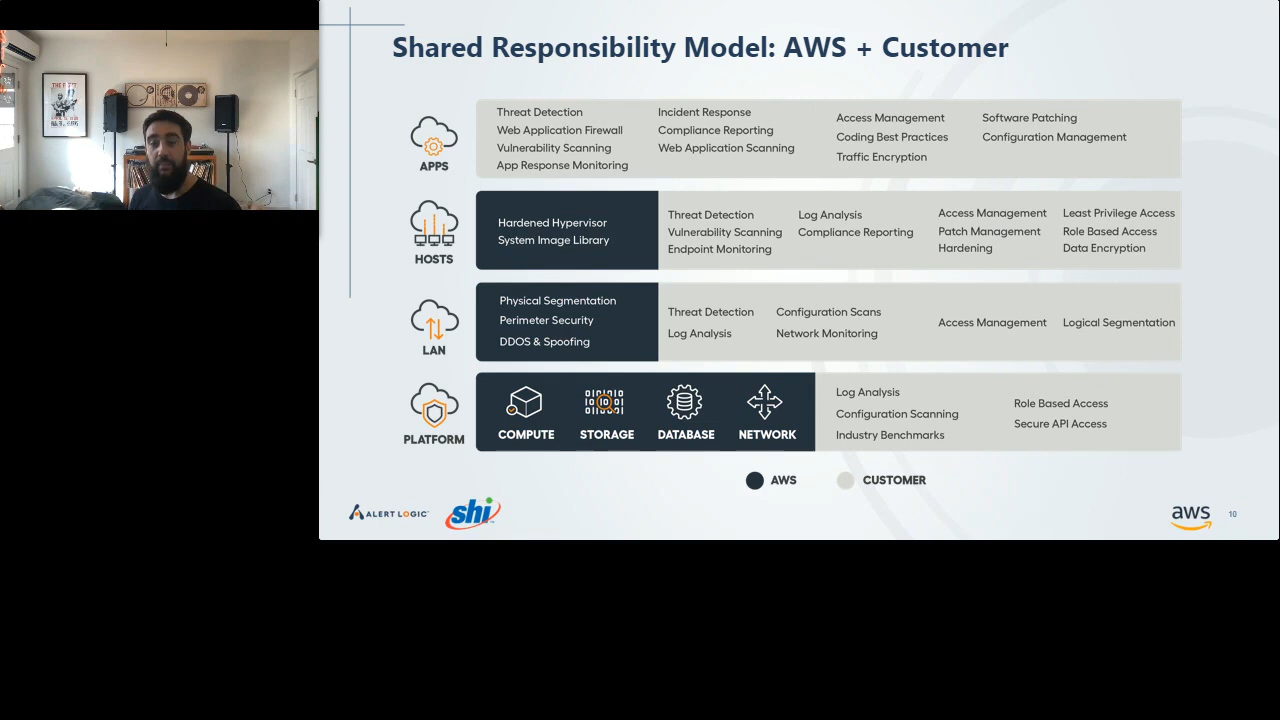 Shared Responsibility Model: AWS + Customer
APPS
Threat Detection
Web Application Firewall
Vulnerability Scanning
App Response Monitoring
Incident Response
Compliance Reporting
Web Application Scanning
Access Management
Coding Best Practices
Traffic Encryption
Software Patching
Configuration Management
HOSTS
Hardened Hypervisor
System Image Library
Threat Detection
Vulnerability Scanning
Endpoint Monitoring
Log Analysis
Compliance Reporting
Access Management
Patch Management
Hardening
Least Privilege Access
Role Based Access
Data Encryption
LAN
Physical Segmentation
Perimeter Security
DDOS & Spoofing
Threat Detection
Log Analysis
Configuration Scans
Network Monitoring
Access Management
Logical Segmentation
PLATFORM
COMPUTE
STORAGE
DATABASE
NETWORK
Log Analysis
Configuration Scanning
Industry Benchmarks
Role Based Access
Secure API Access
AWS
CUSTOMER
ALERT LOGIC
shi
aws
10